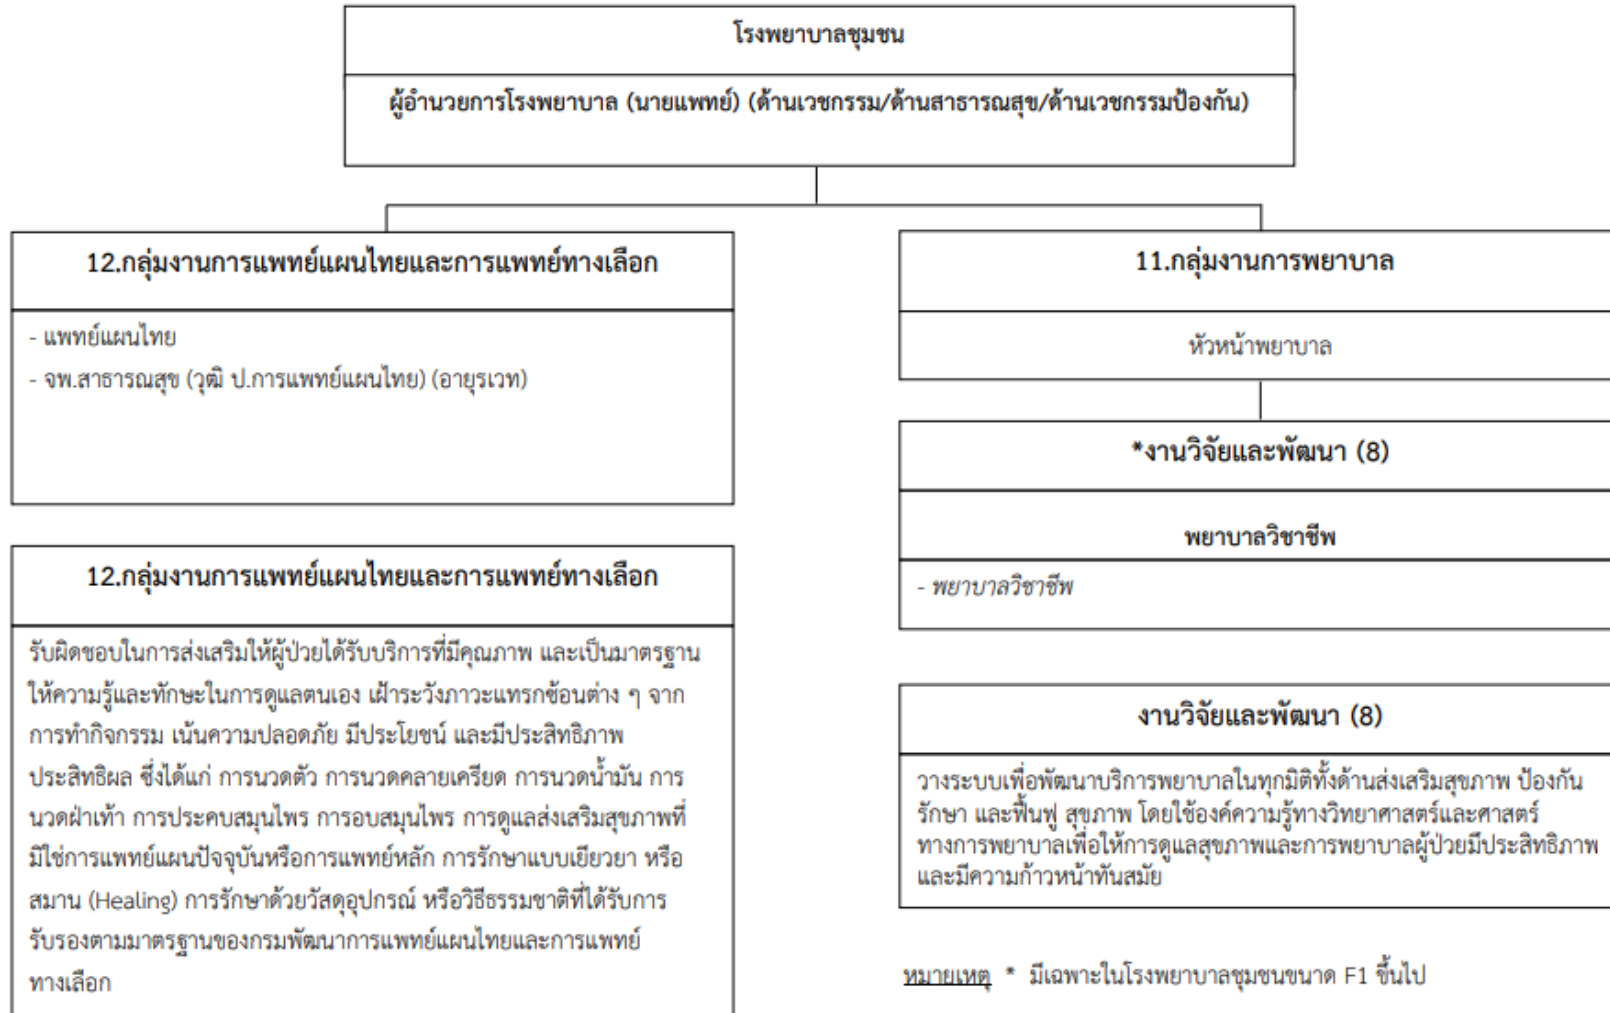 โรงพยาบาลชุมชน
ผู้อำนวยการโรงพยาบาล (นายแพทย์) (ด้านเวชกรรม/ด้านสาธารณสุข/ด้านเวชกรรมป้องกัน)
12.กลุ่มงานการแพทย์แผนไทยและการแพทย์ทางเลือก
- แพทย์แผนไทย
- จพ.สาธารณสุข (วุฒิ ป.การแพทย์แผนไทย) (อายุรเวท)
12.กลุ่มงานการแพทย์แผนไทยและการแพทย์ทางเลือก
รับผิดชอบในการส่งเสริมให้ผู้ป่วยได้รับบริการที่มีคุณภาพ และเป็นมาตรฐาน
ให้ความรู้และทักษะในการดูแลตนเอง เฝ้าระวังภาวะแทรกซ้อนต่าง ๆ จาก
การทำกิจกรรม เน้นความปลอดภัย มีประโยชน์ และมีประสิทธิภาพ
ประสิทธิผล ซึ่งได้แก่ การนวดตัว การนวดคลายเครียด การนวดน้ำมัน การ
นวดฝ่าเท้า การประคบสมุนไพร การอบสมุนไพร การดูแลส่งเสริมสุขภาพที่
มิใช่การแพทย์แผนปัจจุบันหรือการแพทย์หลัก การรักษาแบบเยียวยา หรือ
สมาน (Healing) การรักษาด้วยวัสดุอุปกรณ์ หรือวิธีธรรมชาติที่ได้รับการ
รับรองตามมาตรฐานของกรมพัฒนาการแพทย์แผนไทยและการแพทย์
ทางเลือก
11.กลุ่มงานการพยาบาล
หัวหน้าพยาบาล
*งานวิจัยและพัฒนา (8)
พยาบาลวิชาชีพ
- พยาบาลวิชาชีพ
งานวิจัยและพัฒนา (8)
วางระบบเพื่อพัฒนาบริการพยาบาลในทุกมิติทั้งด้านส่งเสริมสุขภาพ ป้องกัน
รักษา และฟื้นฟู สุขภาพ โดยใช้องค์ความรู้ทางวิทยาศาสตร์และศาสตร์
ทางการพยาบาลเพื่อให้การดูแลสุขภาพและการพยาบาลผู้ป่วยมีประสิทธิภาพ
และมีความก้าวหน้าทันสมัย
หมายเหตุ * มีเฉพาะในโรงพยาบาลชุมชนขนาด F1 ขึ้นไป